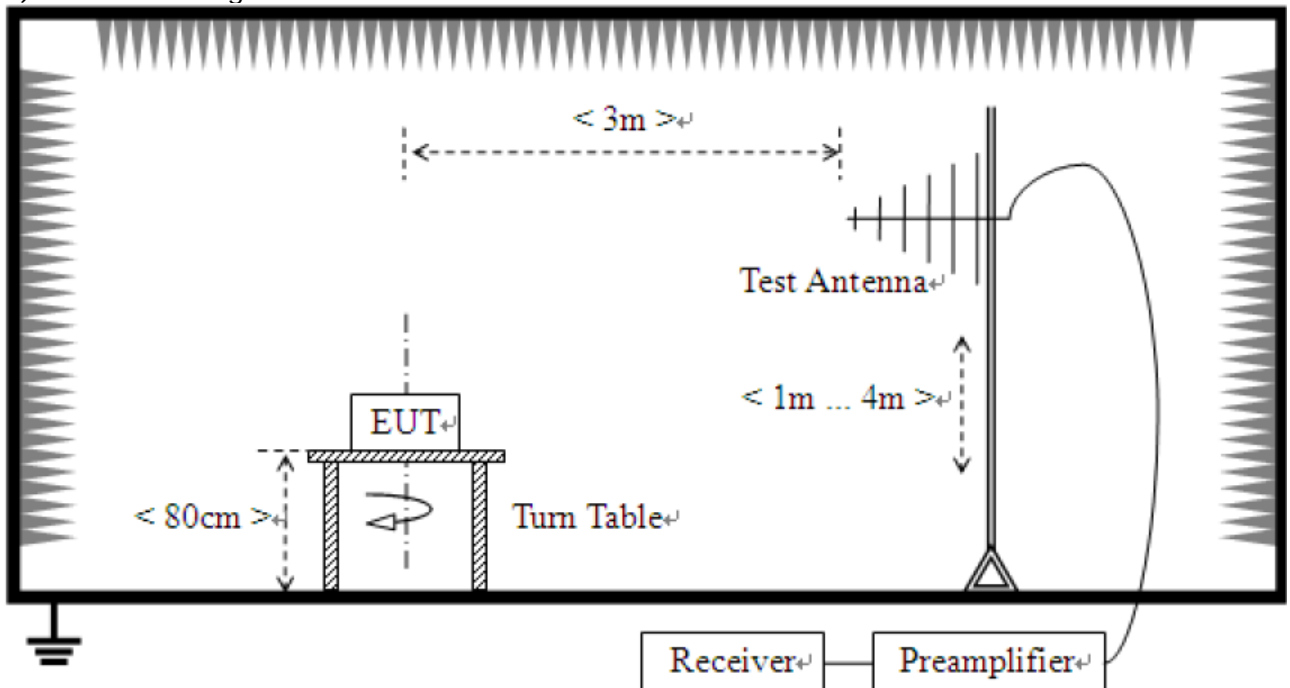 < 3m >↵
Test Antenna↵
< 1m ... 4m >↵
EUT↵
< 80cm >↵
Turn Table↵
Receiver↵
Preamplifier↵